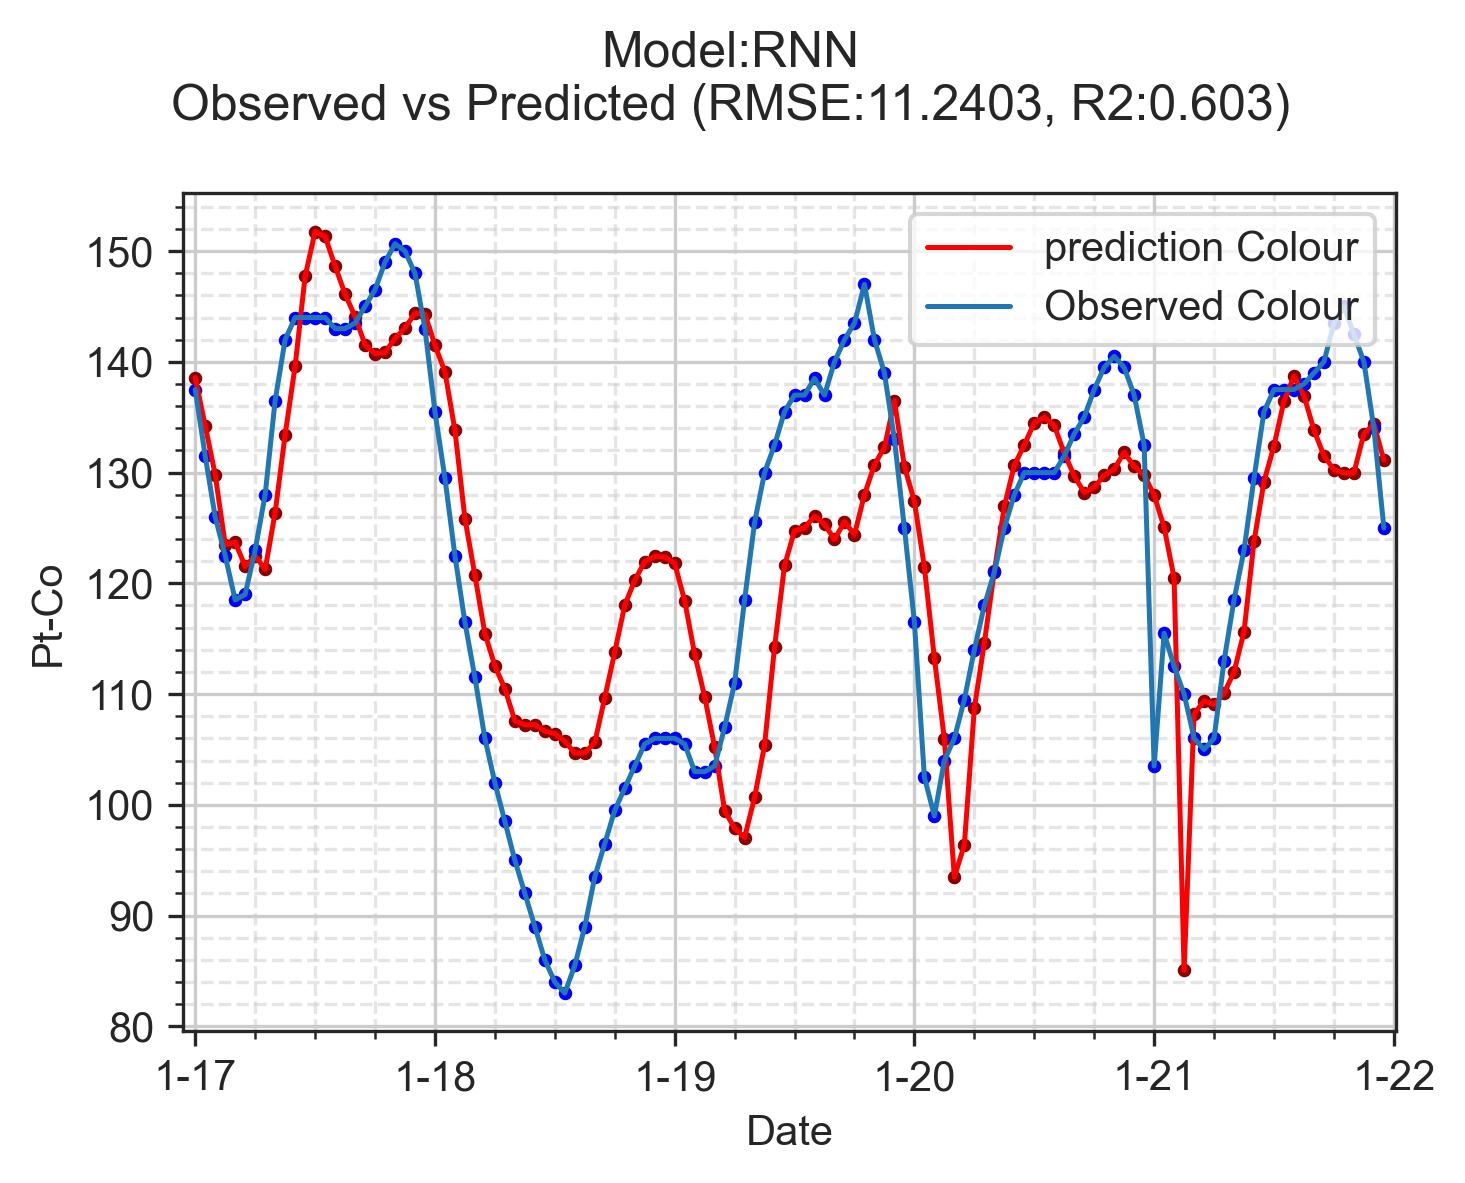 Model:RNN
Observed vs Predicted (RMSE:11.2403, R2:0.603)
prediction Colour
Observed Colour
150
140
130
120
110
100
90
80
Pt-Co
1-17
1-18
1-19
1-20
1-21
1-22
Date